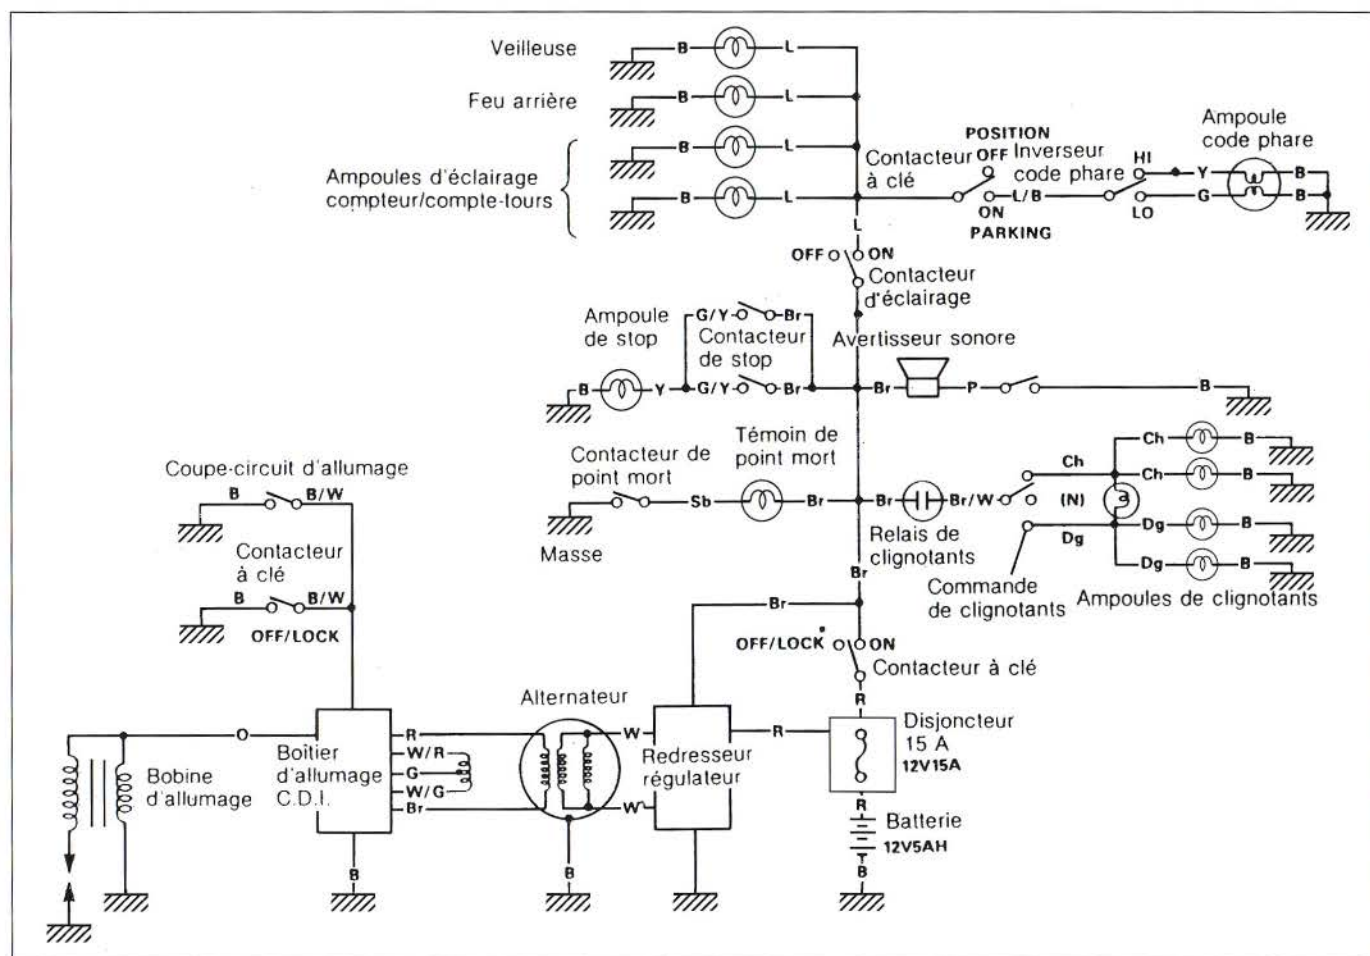 Veilleuse
B L
Feu arrière
B L
Ampoules d'éclairage
compteur/compte-tours
B L
B L
Contacteur
à clé
POSITION
OFF
ON
PARKING
Inverseur
code phare
L/B
HI
LO
Y
G
Ampoule
code phare
B
B
L
OFF ON
Contacteur
d'éclairage
Ampoule
de stop
G/Y Br
Contacteur
de stop
B Y G/Y Br
Avertisseur sonore
Br P B
Contacteur de
point mort
Témoin de
point mort
Sb Br
Masse
Br Br/W
Relais de
clignotants
Ch
(N)
Dg
Commande
de clignotants
Ch B
Ch B
Dg B
Dg B
Ampoules de clignotants
Coupe-circuit d'allumage
B B/W
Contacteur
à clé
B B/W
OFF/LOCK
Br
Br
OFF/LOCK ON
Contacteur à clé
R
Alternateur
Disjoncteur
15 A
12V15A
R
Batterie
12V5AH
B
Redresseur
régulateur
R
W
W
B
Boîtier
d'allumage
C.D.I.
R
W/R
G
W/G
Br
B
O
Bobine
d'allumage